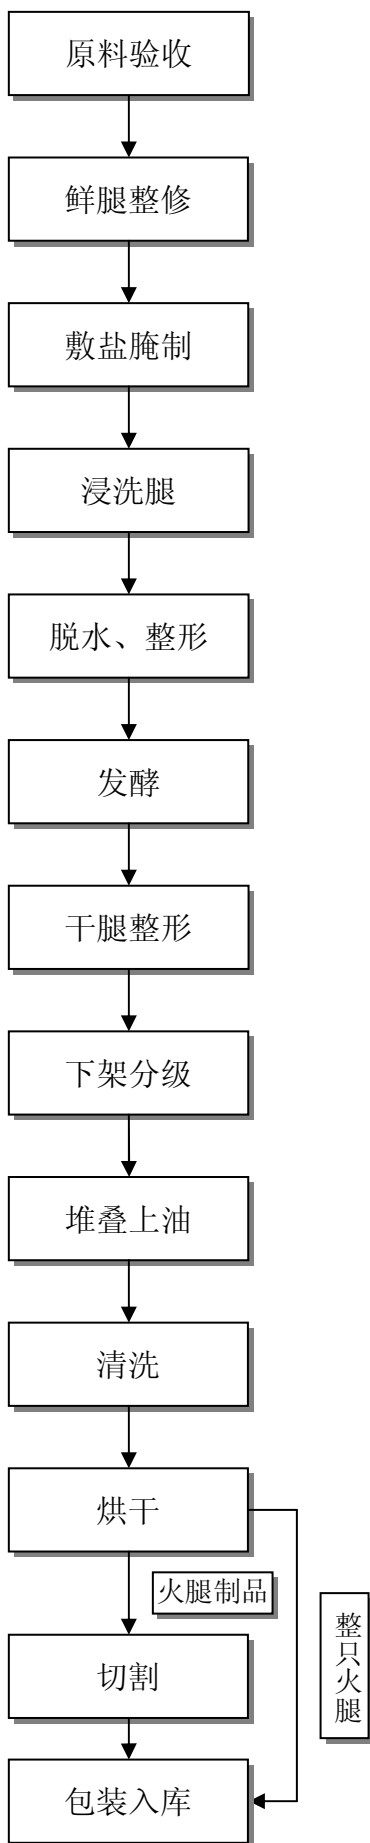 原料验收
鲜腿整修
敷盐腌制
浸洗腿
脱水、整形
发酵
干腿整形
下架分级
堆叠上油
清洗
烘干
火腿制品
整只火腿
切割
包装入库